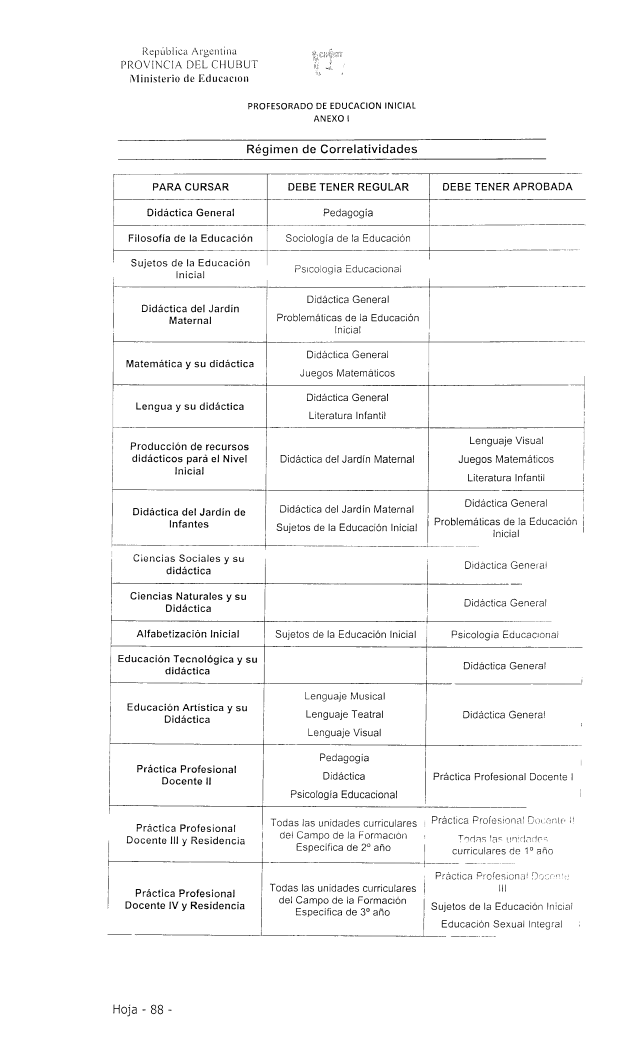 República Argentina
PROVINCIA DEL CHUBUT
Ministerio de Educacion
PROFESORADO DE EDUCACION INICIAL
ANEXO I
Régimen de Correlatividades
PARA CURSAR DEBE TENER REGULAR DEBE TENER APROBADA
Didáctica General Pedagogía
Filosofía de la Educación Sociología de la Educación
Sujetos de la Educación
Inicial
Psicología Educacional
Didáctica del Jardín
Maternal
Didáctica General
Problemáticas de la Educación
Inicial
Matemática y su didáctica
Didáctica General
Juegos Matemáticos
Lengua y su didáctica
Didáctica General
Literatura Infantil
Producción de recursos
didácticos para el Nivel
Inicial
Didáctica del Jardín Maternal
Lenguaje Visual
Juegos Matemáticos
Literatura Infantil
Didáctica del Jardín de
Infantes
Didáctica del Jardín Maternal
Sujetos de la Educación Inicial
Didáctica General
Problemáticas de la Educación
Inicial
Ciencias Sociales y su
didáctica
Didáctica General
Ciencias Naturales y su
Didáctica
Didáctica General
Alfabetización Inicial Sujetos de la Educación Inicial Psicología Educacional
Educación Tecnológica y su
didáctica
Didáctica General
Educación Artística y su
Didáctica
Lenguaje Musical
Lenguaje Teatral
Lenguaje Visual
Didáctica General
Práctica Profesional
Docente II
Pedagogía
Didáctica
Psicología Educacional
Práctica Profesional Docente I
Práctica Profesional
Docente III y Residencia
Todas las unidades curriculares
del Campo de la Formación
Específica de 2º año
Práctica Profesional Docente II
Todas las unidades
curriculares de 1º año
Práctica Profesional
Docente IV y Residencia
Todas las unidades curriculares
del Campo de la Formación
Especifica de 3º año
Práctica Profesional Docente
III
Sujetos de la Educación Inicial
Educación Sexual Integral
Hoja - 88 -